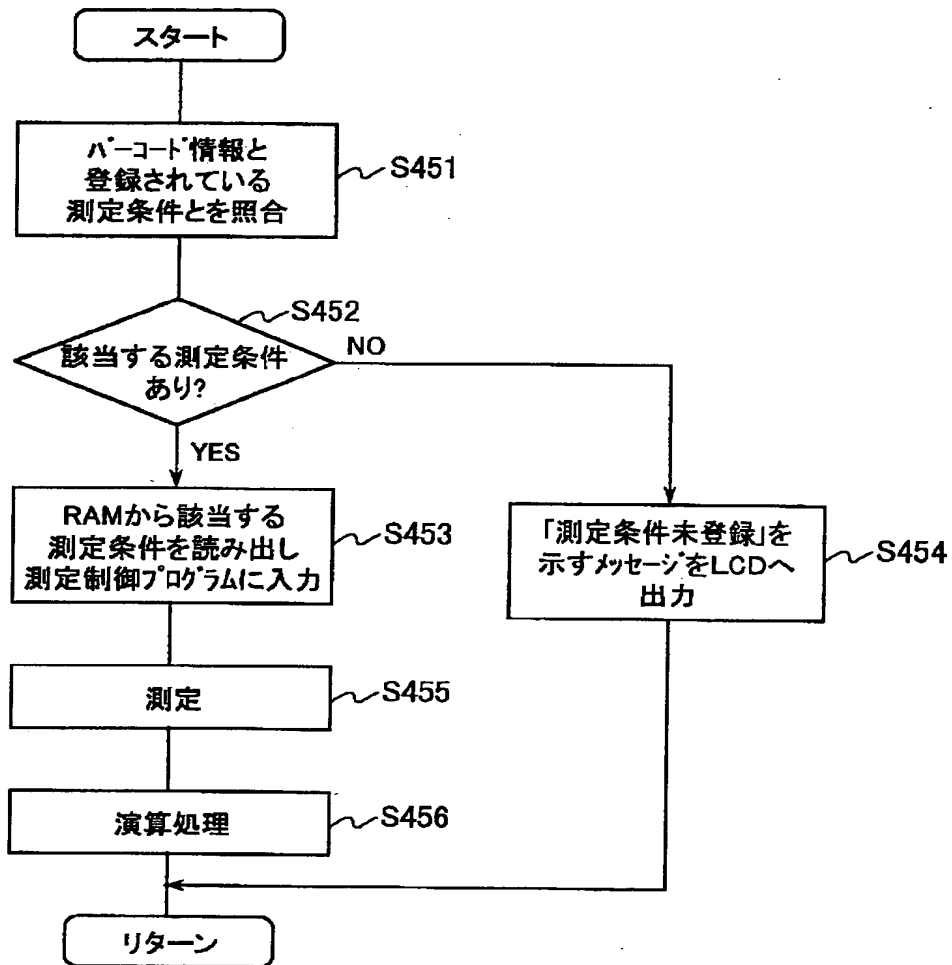 スタート
バーコード情報と
登録されている
測定条件とを照合
S451
S452
該当する測定条件
あり?
NO
YES
RAMから該当する
測定条件を読み出し
測定制御プログラムに入力
S453
「測定条件未登録」を
示すメッセージをLCDへ
出力
S454
測定
S455
演算処理
S456
リターン